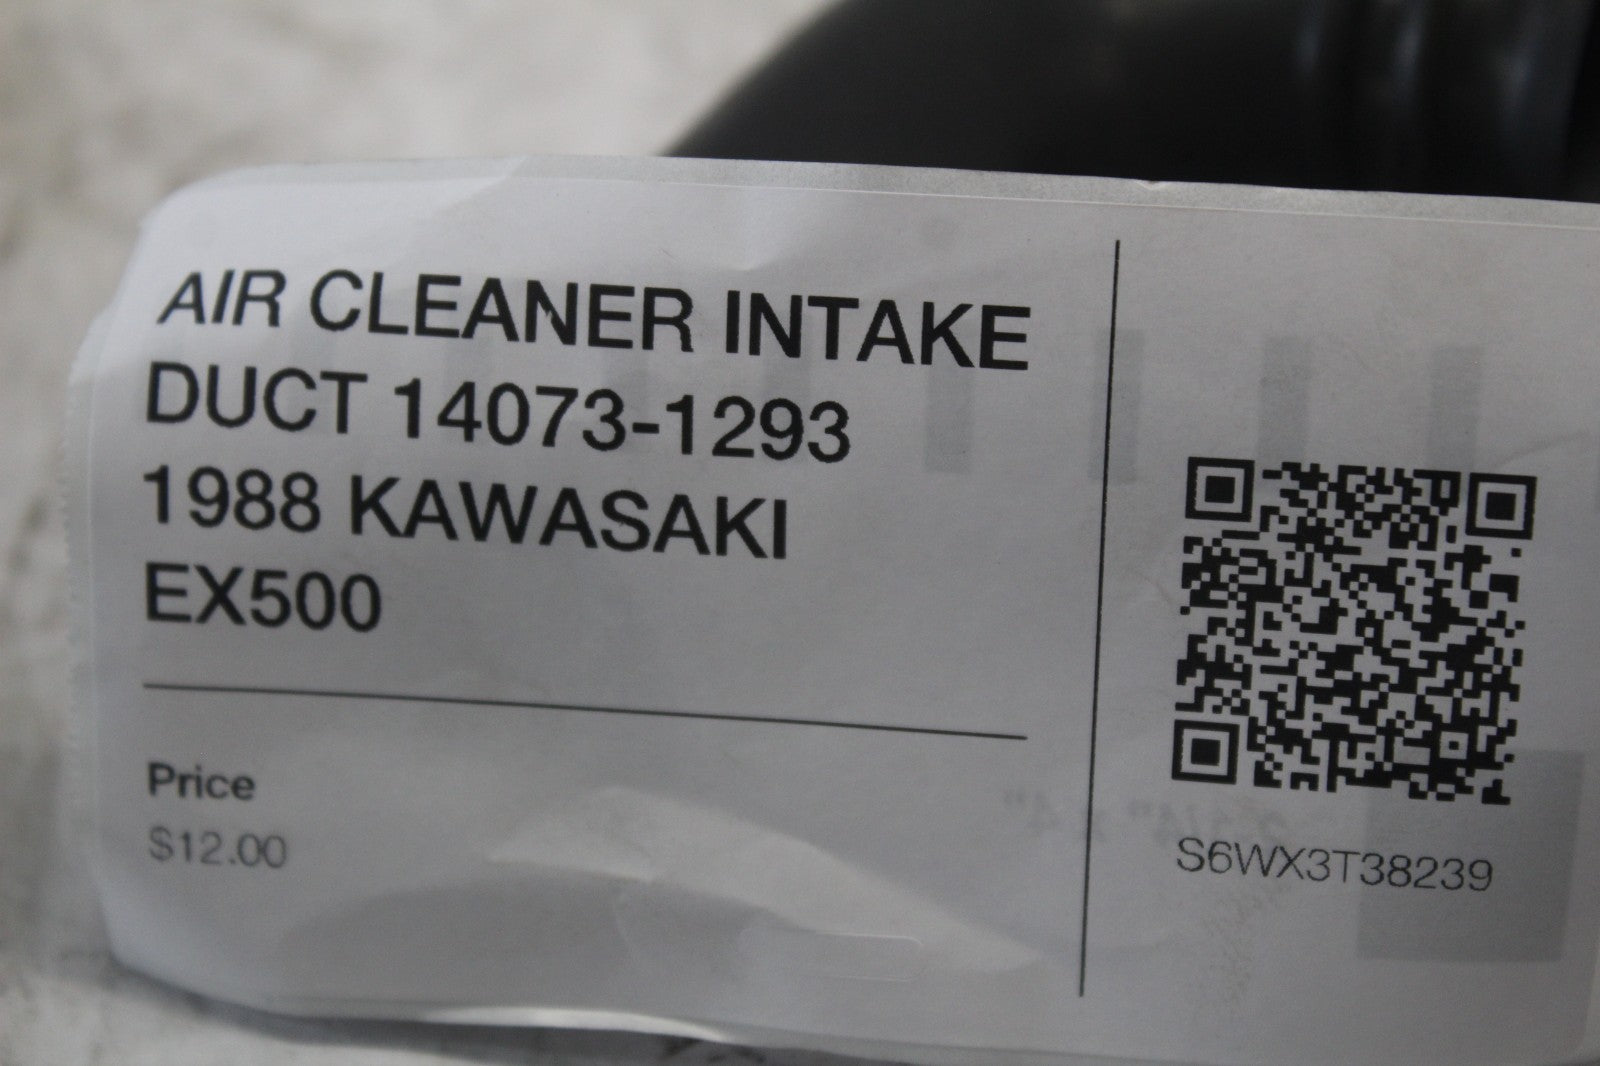 AIR CLEANER INTAKE
DUCT 14073-1293
1988 KAWASAKI
EX500
Price
$12.00
S6WX3T38239